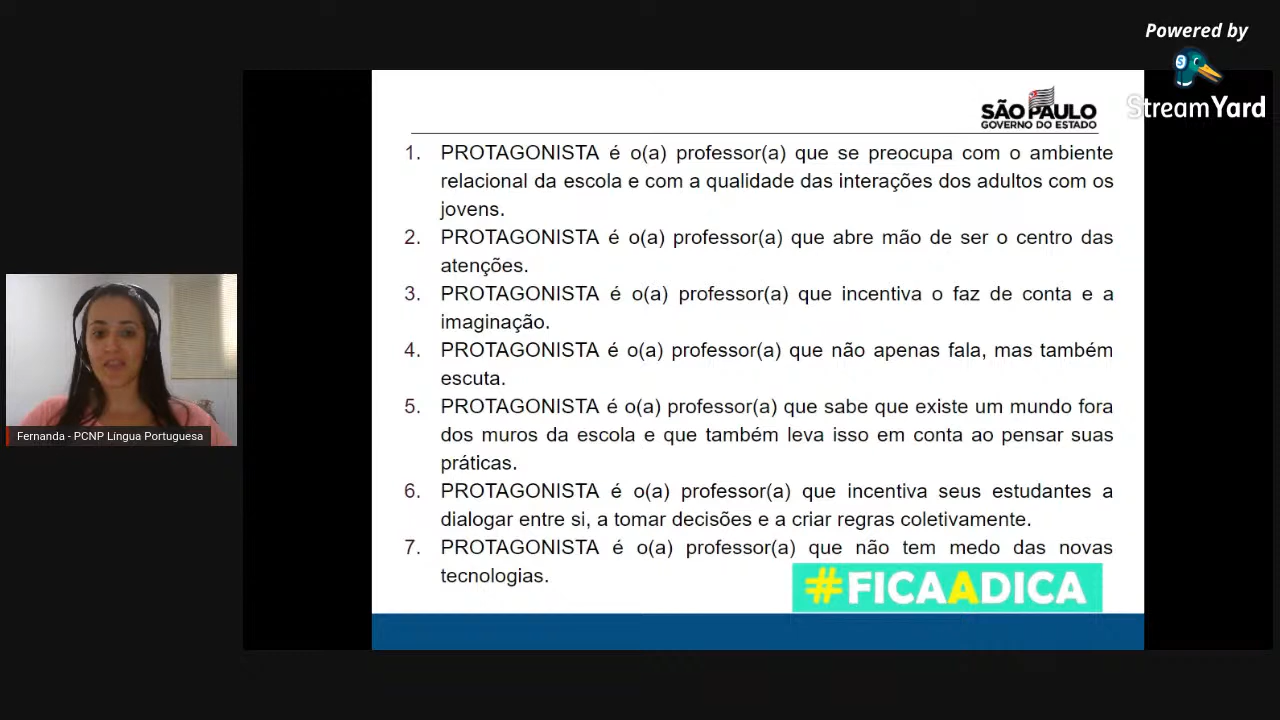 Powered by
StreamYard
SÃO PAULO
GOVERNO DO ESTADO
1. PROTAGONISTA é o(a) professor(a) que se preocupa com o ambiente
relacional da escola e com a qualidade das interações dos adultos com os
jovens.
2. PROTAGONISTA é o(a) professor(a) que abre mão de ser o centro das
atenções.
3. PROTAGONISTA é o(a) professor(a) que incentiva o faz de conta e a
imaginação.
4. PROTAGONISTA é o(a) professor(a) que não apenas fala, mas também
escuta.
5. PROTAGONISTA é o(a) professor(a) que sabe que existe um mundo fora
dos muros da escola e que também leva isso em conta ao pensar suas
práticas.
6. PROTAGONISTA é o(a) professor(a) que incentiva seus estudantes a
dialogar entre si, a tomar decisões e a criar regras coletivamente.
7. PROTAGONISTA é o(a) professor(a) que não tem medo das novas
tecnologias.
#FICAADICA
Fernanda - PCNP Língua Portuguesa